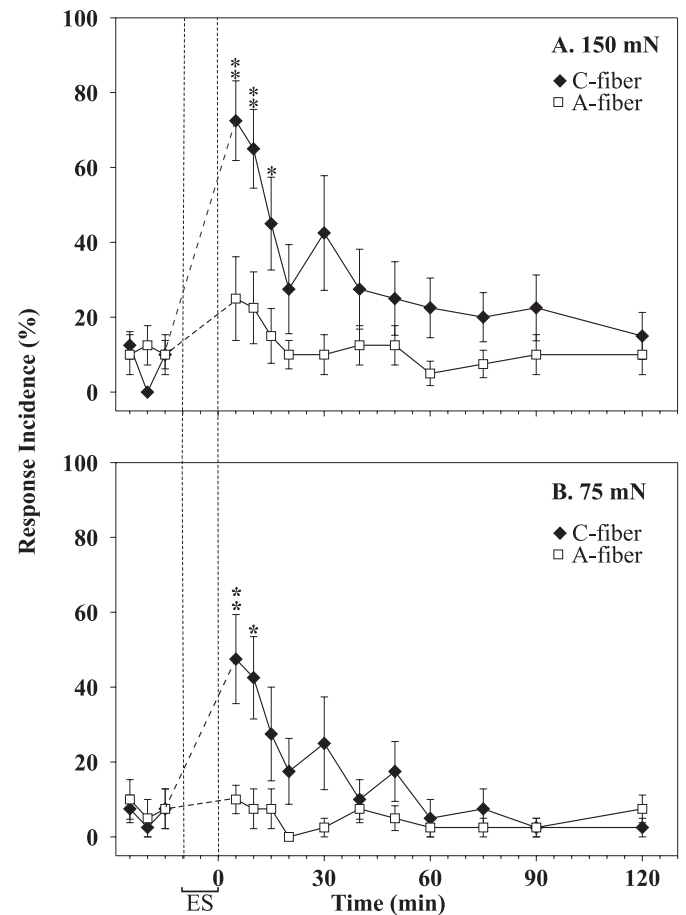 Response Incidence (%)
100
80
60
40
20
0
A. 150 mN
C-fiber
A-fiber
**
**
*
100
80
60
40
20
0
B. 75 mN
C-fiber
A-fiber
**
*
0
30
60
90
120
ES
Time (min)